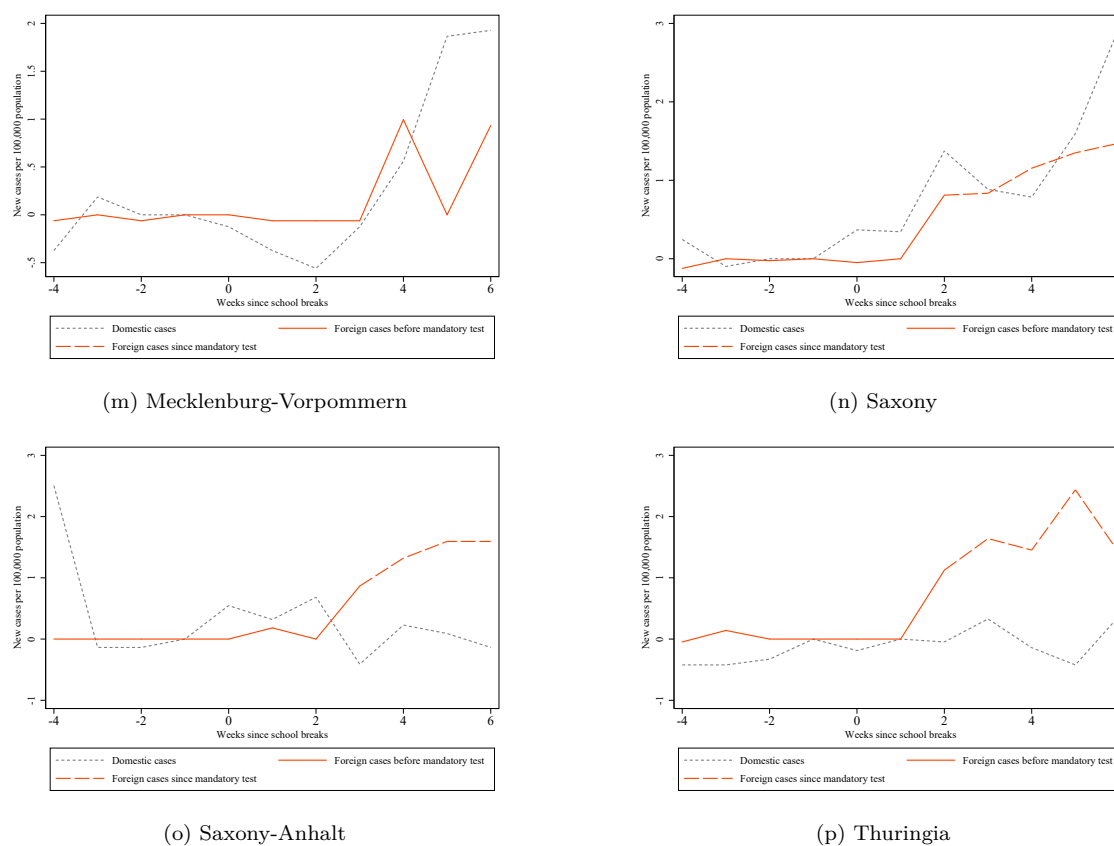 New cases per 100,000 population
2
1.5
1
.5
0
-.5
-4
-2
0
2
4
6
Weeks since school breaks
Domestic cases
Foreign cases before mandatory test
Foreign cases since mandatory test
(m) Mecklenburg-Vorpommern
New cases per 100,000 population
3
2
1
0
-4
-2
0
2
4
Weeks since school breaks
Domestic cases
Foreign cases before mandatory test
Foreign cases since mandatory test
(n) Saxony
New cases per 100,000 population
3
2
1
0
-1
-4
-2
0
2
4
6
Weeks since school breaks
Domestic cases
Foreign cases before mandatory test
Foreign cases since mandatory test
(o) Saxony-Anhalt
New cases per 100,000 population
3
2
1
0
-1
-4
-2
0
2
4
Weeks since school breaks
Domestic cases
Foreign cases before mandatory test
Foreign cases since mandatory test
(p) Thuringia